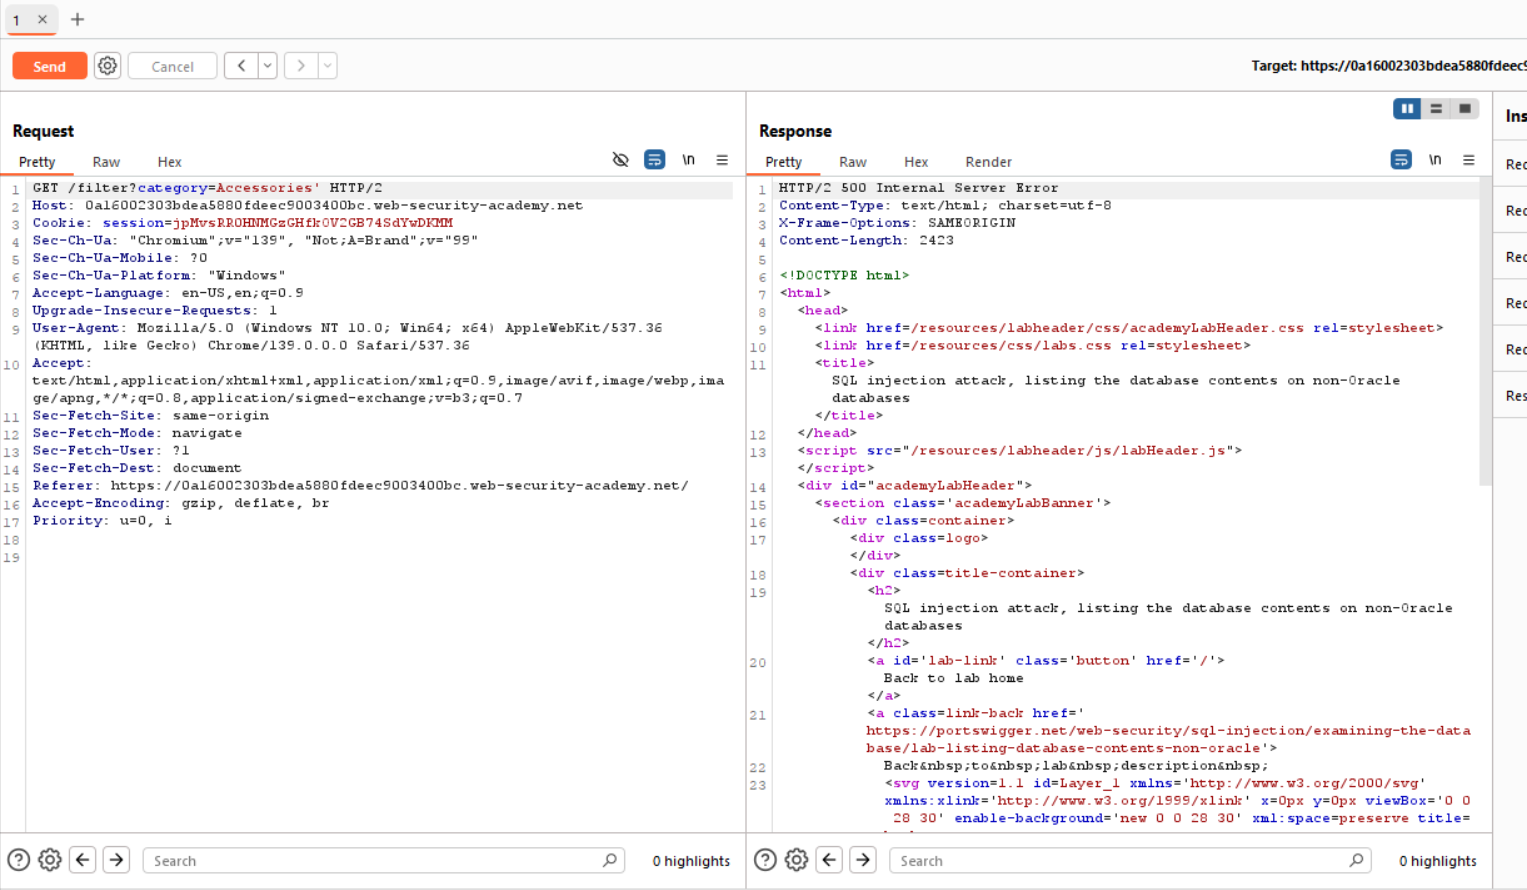 1
Send
Cancel
Target: https://0a16002303bdea5880fdeec9
Request
Pretty Raw Hex
\n
1 GET /filter?category=Accessories' HTTP/2
2 Host: 0a16002303bdea5880fdeec9003400bc.web-security-academy.net
3 Cookie: session=jpMvsRROHNMGzGHfkOV2GB74SdYwDKMM
4 Sec-Ch-Ua: "Chromium";v="139", "Not;A=Brand";v="99"
5 Sec-Ch-Ua-Mobile: ?0
6 Sec-Ch-Ua-Platform: "Windows"
7 Accept-Language: en-US,en;q=0.9
8 Upgrade-Insecure-Requests: 1
9 User-Agent: Mozilla/5.0 (Windows NT 10.0; Win64; x64) AppleWebKit/537.36
(KHTML, like Gecko) Chrome/139.0.0.0 Safari/537.36
10 Accept:
text/html,application/xhtml+xml,application/xml;q=0.9,image/avif,image/webp,ima
ge/apng,*/*;q=0.8,application/signed-exchange;v=b3;q=0.7
11 Sec-Fetch-Site: same-origin
12 Sec-Fetch-Mode: navigate
13 Sec-Fetch-User: ?1
14 Sec-Fetch-Dest: document
15 Referer: https://0a16002303bdea5880fdeec9003400bc.web-security-academy.net/
16 Accept-Encoding: gzip, deflate, br
17 Priority: u=0, i
18
19
Search
0 highlights
Response
Pretty Raw Hex Render
\n
1 HTTP/2 500 Internal Server Error
2 Content-Type: text/html; charset=utf-8
3 X-Frame-Options: SAMEORIGIN
4 Content-Length: 2423
5
6 <!DOCTYPE html>
7 <html>
8 <head>
9 <link href=/resources/labheader/css/academyLabHeader.css rel=stylesheet>
10 <link href=/resources/css/labs.css rel=stylesheet>
11 <title>
SQL injection attack, listing the database contents on non-Oracle
databases
</title>
12 </head>
13 <script src="/resources/labheader/js/labHeader.js">
</script>
14 <div id="academyLabHeader">
15 <section class='academyLabBanner'>
16 <div class=container>
17 <div class=logo>
</div>
18 <div class=title-container>
19 <h2>
SQL injection attack, listing the database contents on non-Oracle
databases
</h2>
20 <a id='lab-link' class='button' href='/'>
Back to lab home
</a>
21 <a class=link-back href='
https://portswigger.net/web-security/sql-injection/examining-the-data
base/lab-listing-database-contents-non-oracle'>
22 Back&nbsp;to&nbsp;lab&nbsp;description&nbsp;
23 <svg version=1.1 id=Layer_1 xmlns='http://www.w3.org/2000/svg'
xmlns:xlink='http://www.w3.org/1999/xlink' x=0px y=0px viewBox='0 0
28 30' enable-background='new 0 0 28 30' xml:space=preserve title=
Search
0 highlights
Ins
Rec
Rec
Rec
Rec
Rec
Res